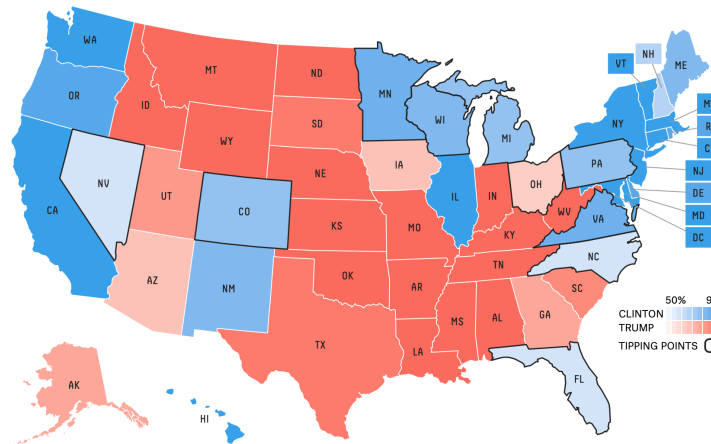 WA
MT
ND
MN
VT
NH
ME
OR
ID
SD
WI
MI
NY
M
R
C
WY
NE
IA
PA
NJ
NV
UT
CO
IL
IN
OH
DE
MD
DC
CA
KS
MO
KY
WV
VA
AZ
NM
OK
AR
TN
NC
SC
MS
AL
GA
TX
LA
FL
AK
HI
50% 9
CLINTON
TRUMP
TIPPING POINTS